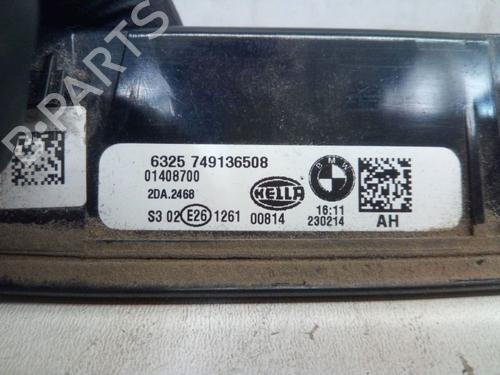 B-PARTS
6325 749136508
01408700
2DA.2468
HELLA
BMW
S3 02 E26 1261 00814
16:11
230214
AH